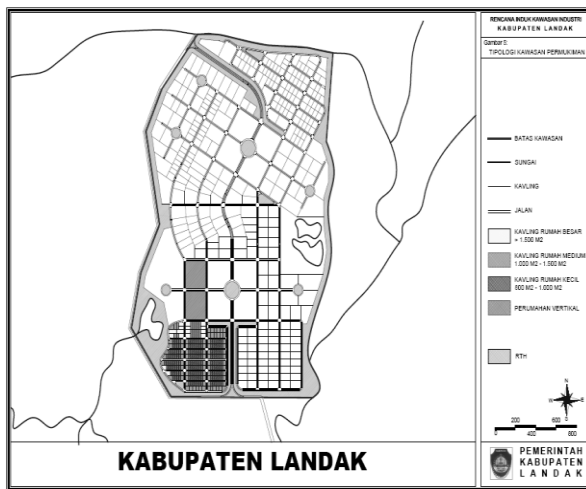 RENCANA INDUK KAWASAN INDUSTRI
KABUPATEN LANDAK
Gambar 5:
TIPOLOGI KAWASAN PERMUKIMAN
BATAS KAWASAN
SUNGAI
KAVLING
JALAN
KAVLING RUMAH BESAR
= 1.500 M2
KAVLING RUMAH MEDIUM
1.000 M2 - 1.500 M2
KAVLING RUMAH KECIL
800 M2 - 1.000 M2
PERUMAHAN VERTIKAL
RTH
N
W E
S
200 600
0 400 800
PEMERINTAH
KABUPATEN
LANDAK
KABUPATEN LANDAK